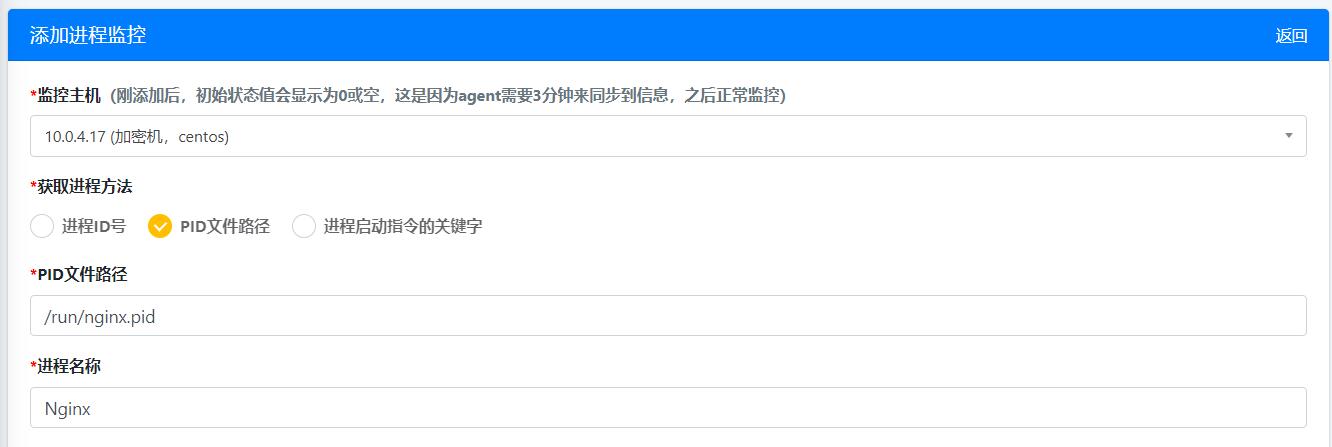 添加进程监控 返回
*监控主机（刚添加后，初始状态值会显示为0或空，这是因为agent需要3分钟来同步到信息，之后正常监控）
10.0.4.17 (加密机，centos)
*获取进程方法
进程ID号 PID文件路径 进程启动指令的关键字
*PID文件路径
/run/nginx.pid
*进程名称
Nginx